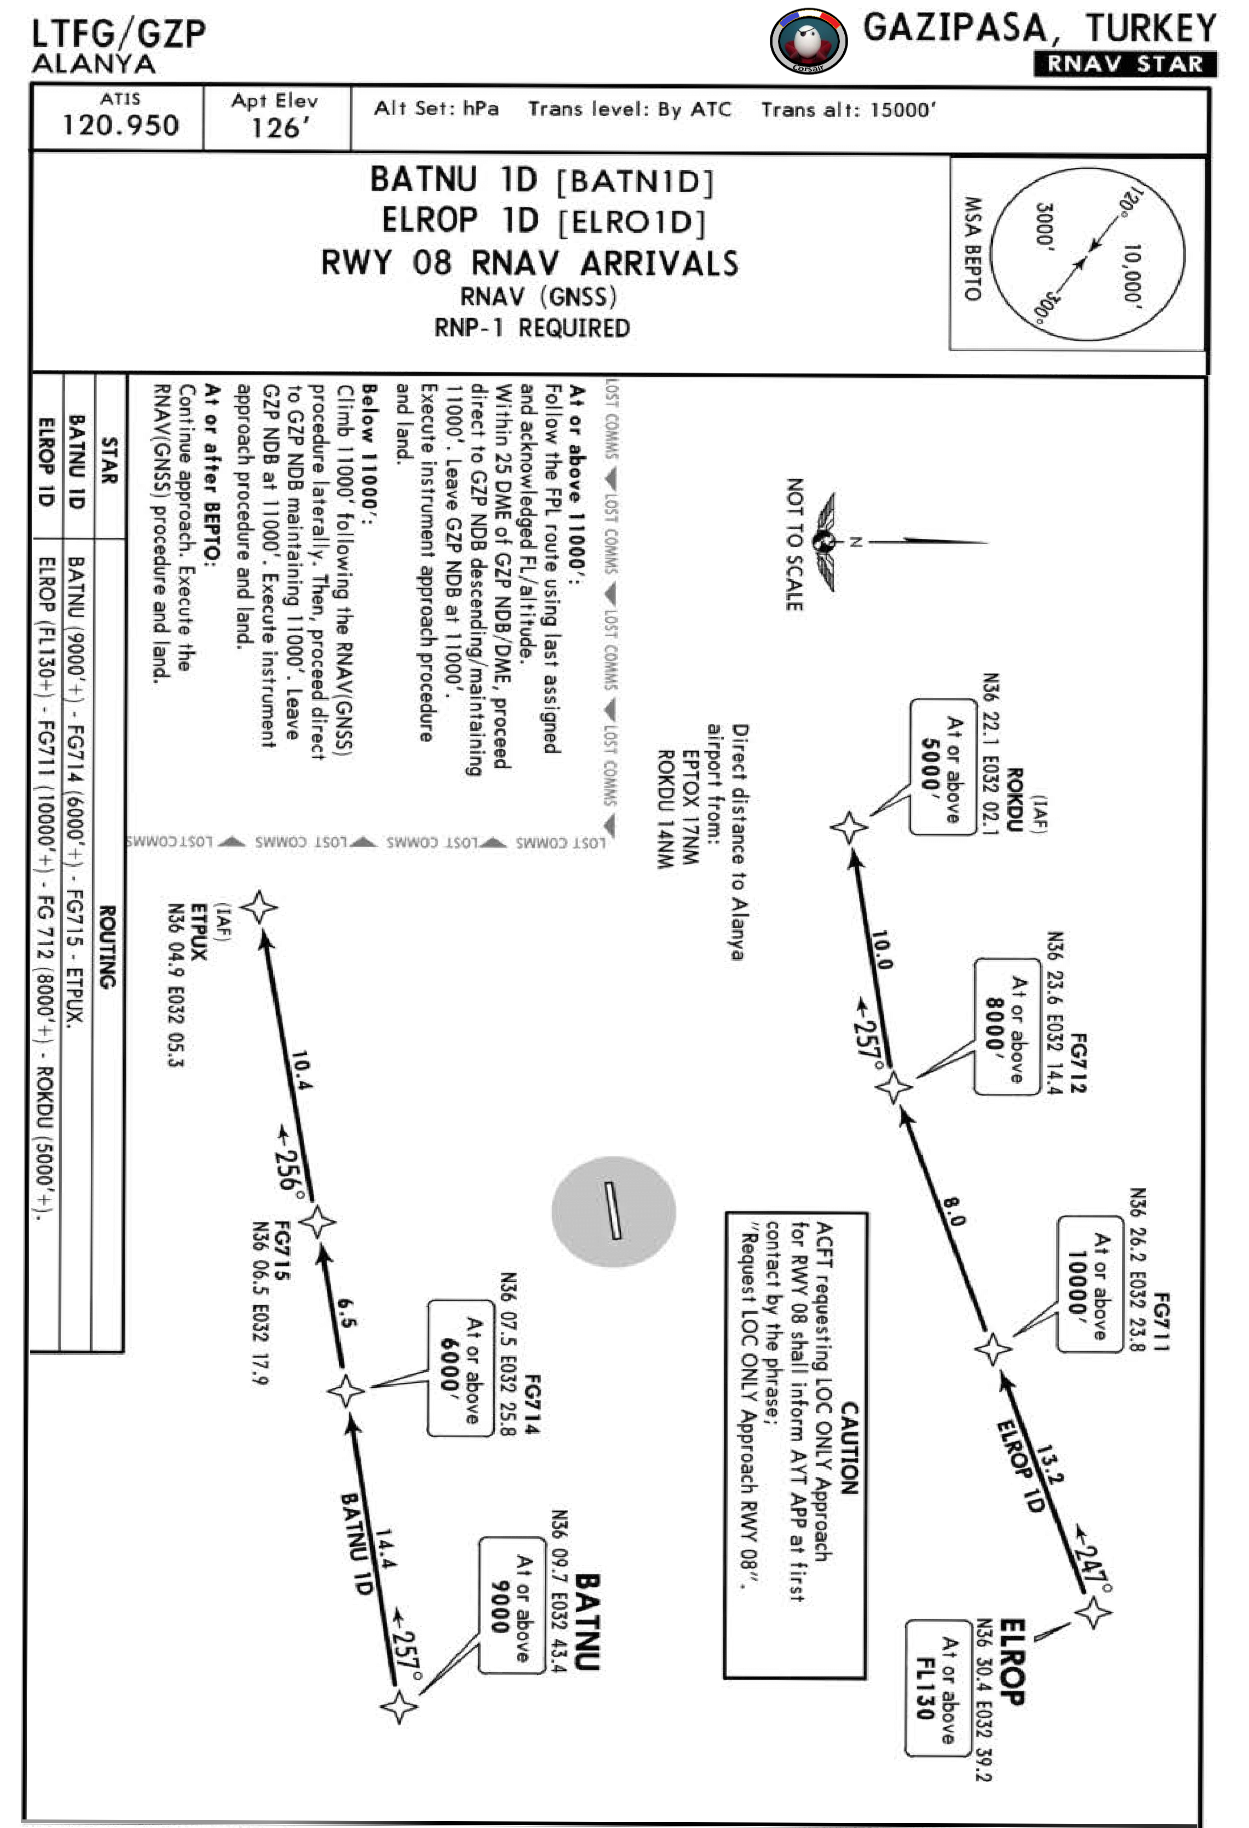 LTFG/GZP
ALANYA
corsair
GAZIPASA, TURKEY
RNAV STAR
ATIS
120.950
Apt Elev
126'
Alt Set: hPa Trans level: By ATC Trans alt: 15000'
BATNU 1D [BATN1D]
ELROP 1D [ELRO1D]
RWY 08 RNAV ARRIVALS
RNAV (GNSS)
RNP-1 REQUIRED
120°
10,000'
3000'
300°
MSA BEPTO
LOST COMMS LOST COMMS LOST COMMS LOST COMMS
At or above 11000':
Follow the FPL route using last assigned
and acknowledged FL/altitude.
Within 25 DME of GZP NDB/DME, proceed
direct to GZP NDB descending/maintaining
11000'. Leave GZP NDB at 11000'.
Execute instrument approach procedure
and land.
Below 11000':
Climb 11000' following the RNAV(GNSS)
procedure laterally. Then, proceed direct
to GZP NDB maintaining 11000'. Leave
GZP NDB at 11000'. Execute instrument
approach procedure and land.
At or after BEPTO:
Continue approach. Execute the
RNAV(GNSS) procedure and land.
LOST COMMS LOST COMMS LOST COMMS LOST COMMS
N
NOT TO SCALE
(IAF)
ROKDU
N36 22.1 E032 02.1
At or above
5000'
10.0
257°
FG712
N36 23.6 E032 14.4
At or above
8000'
8.0
FG711
N36 26.2 E032 23.8
At or above
10000'
13.2
ELROP 1D
247°
ELROP
N36 30.4 E032 39.2
At or above
FL130
Direct distance to Alanya
airport from:
EPTOX 17NM
ROKDU 14NM
CAUTION
ACFT requesting LOC ONLY Approach
for RWY 08 shall inform AYT APP at first
contact by the phrase;
"Request LOC ONLY Approach RWY 08".
(IAF)
ETPUX
N36 04.9 E032 05.3
10.4
256°
FG715
N36 06.5 E032 17.9
6.5
FG714
N36 07.5 E032 25.8
At or above
6000'
14.4
BATNU 1D
257°
BATNU
N36 09.7 E032 43.4
At or above
9000
STAR ROUTING
BATNU 1D BATNU (9000'+) - FG714 (6000'+) - FG715 - ETPUX.
ELROP 1D ELROP (FL130+) - FG711 (10000'+) - FG 712 (8000'+) - ROKDU (5000'+).